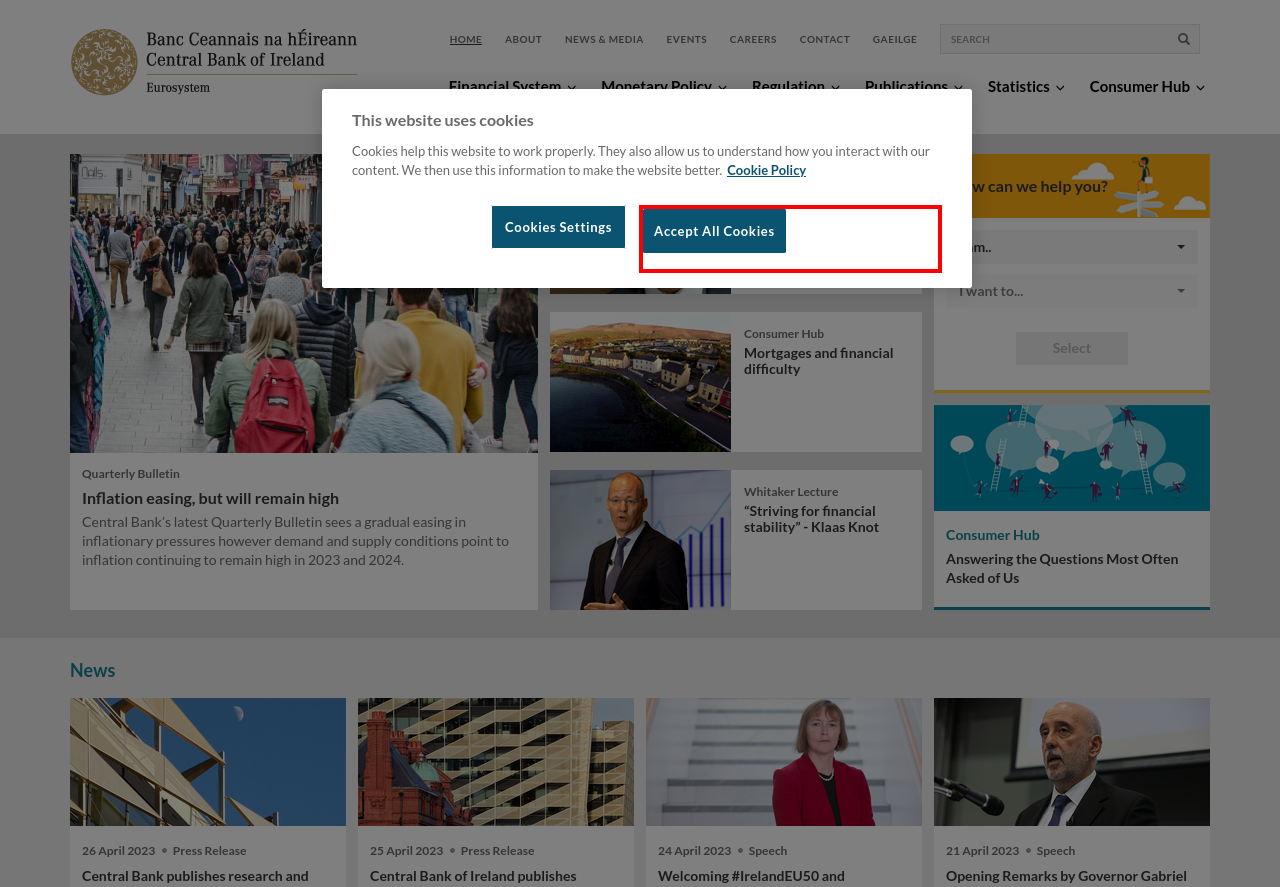 Banc Ceannais na hÉireann
Central Bank of Ireland
Eurosystem
HOME ABOUT NEWS & MEDIA EVENTS CAREERS CONTACT GAEILGE
SEARCH
Financial System Monetary Policy Regulation Publications Statistics Consumer Hub
This website uses cookies
Cookies help this website to work properly. They also allow us to understand how you interact with our
content. We then use this information to make the website better. Cookie Policy
Cookies Settings
Accept All Cookies
can we help you?
I want to...
Select
Quarterly Bulletin
Inflation easing, but will remain high
Central Bank's latest Quarterly Bulletin sees a gradual easing in
inflationary pressures however demand and supply conditions point to
inflation continuing to remain high in 2023 and 2024.
Consumer Hub
Mortgages and financial
difficulty
Whitaker Lecture
“Striving for financial
stability” - Klaas Knot
Consumer Hub
Answering the Questions Most Often
Asked of Us
News
26 April 2023 • Press Release
Central Bank publishes research and
25 April 2023 • Press Release
Central Bank of Ireland publishes
24 April 2023 • Speech
Welcoming #IrelandEU50 and
21 April 2023 • Speech
Opening Remarks by Governor Gabriel